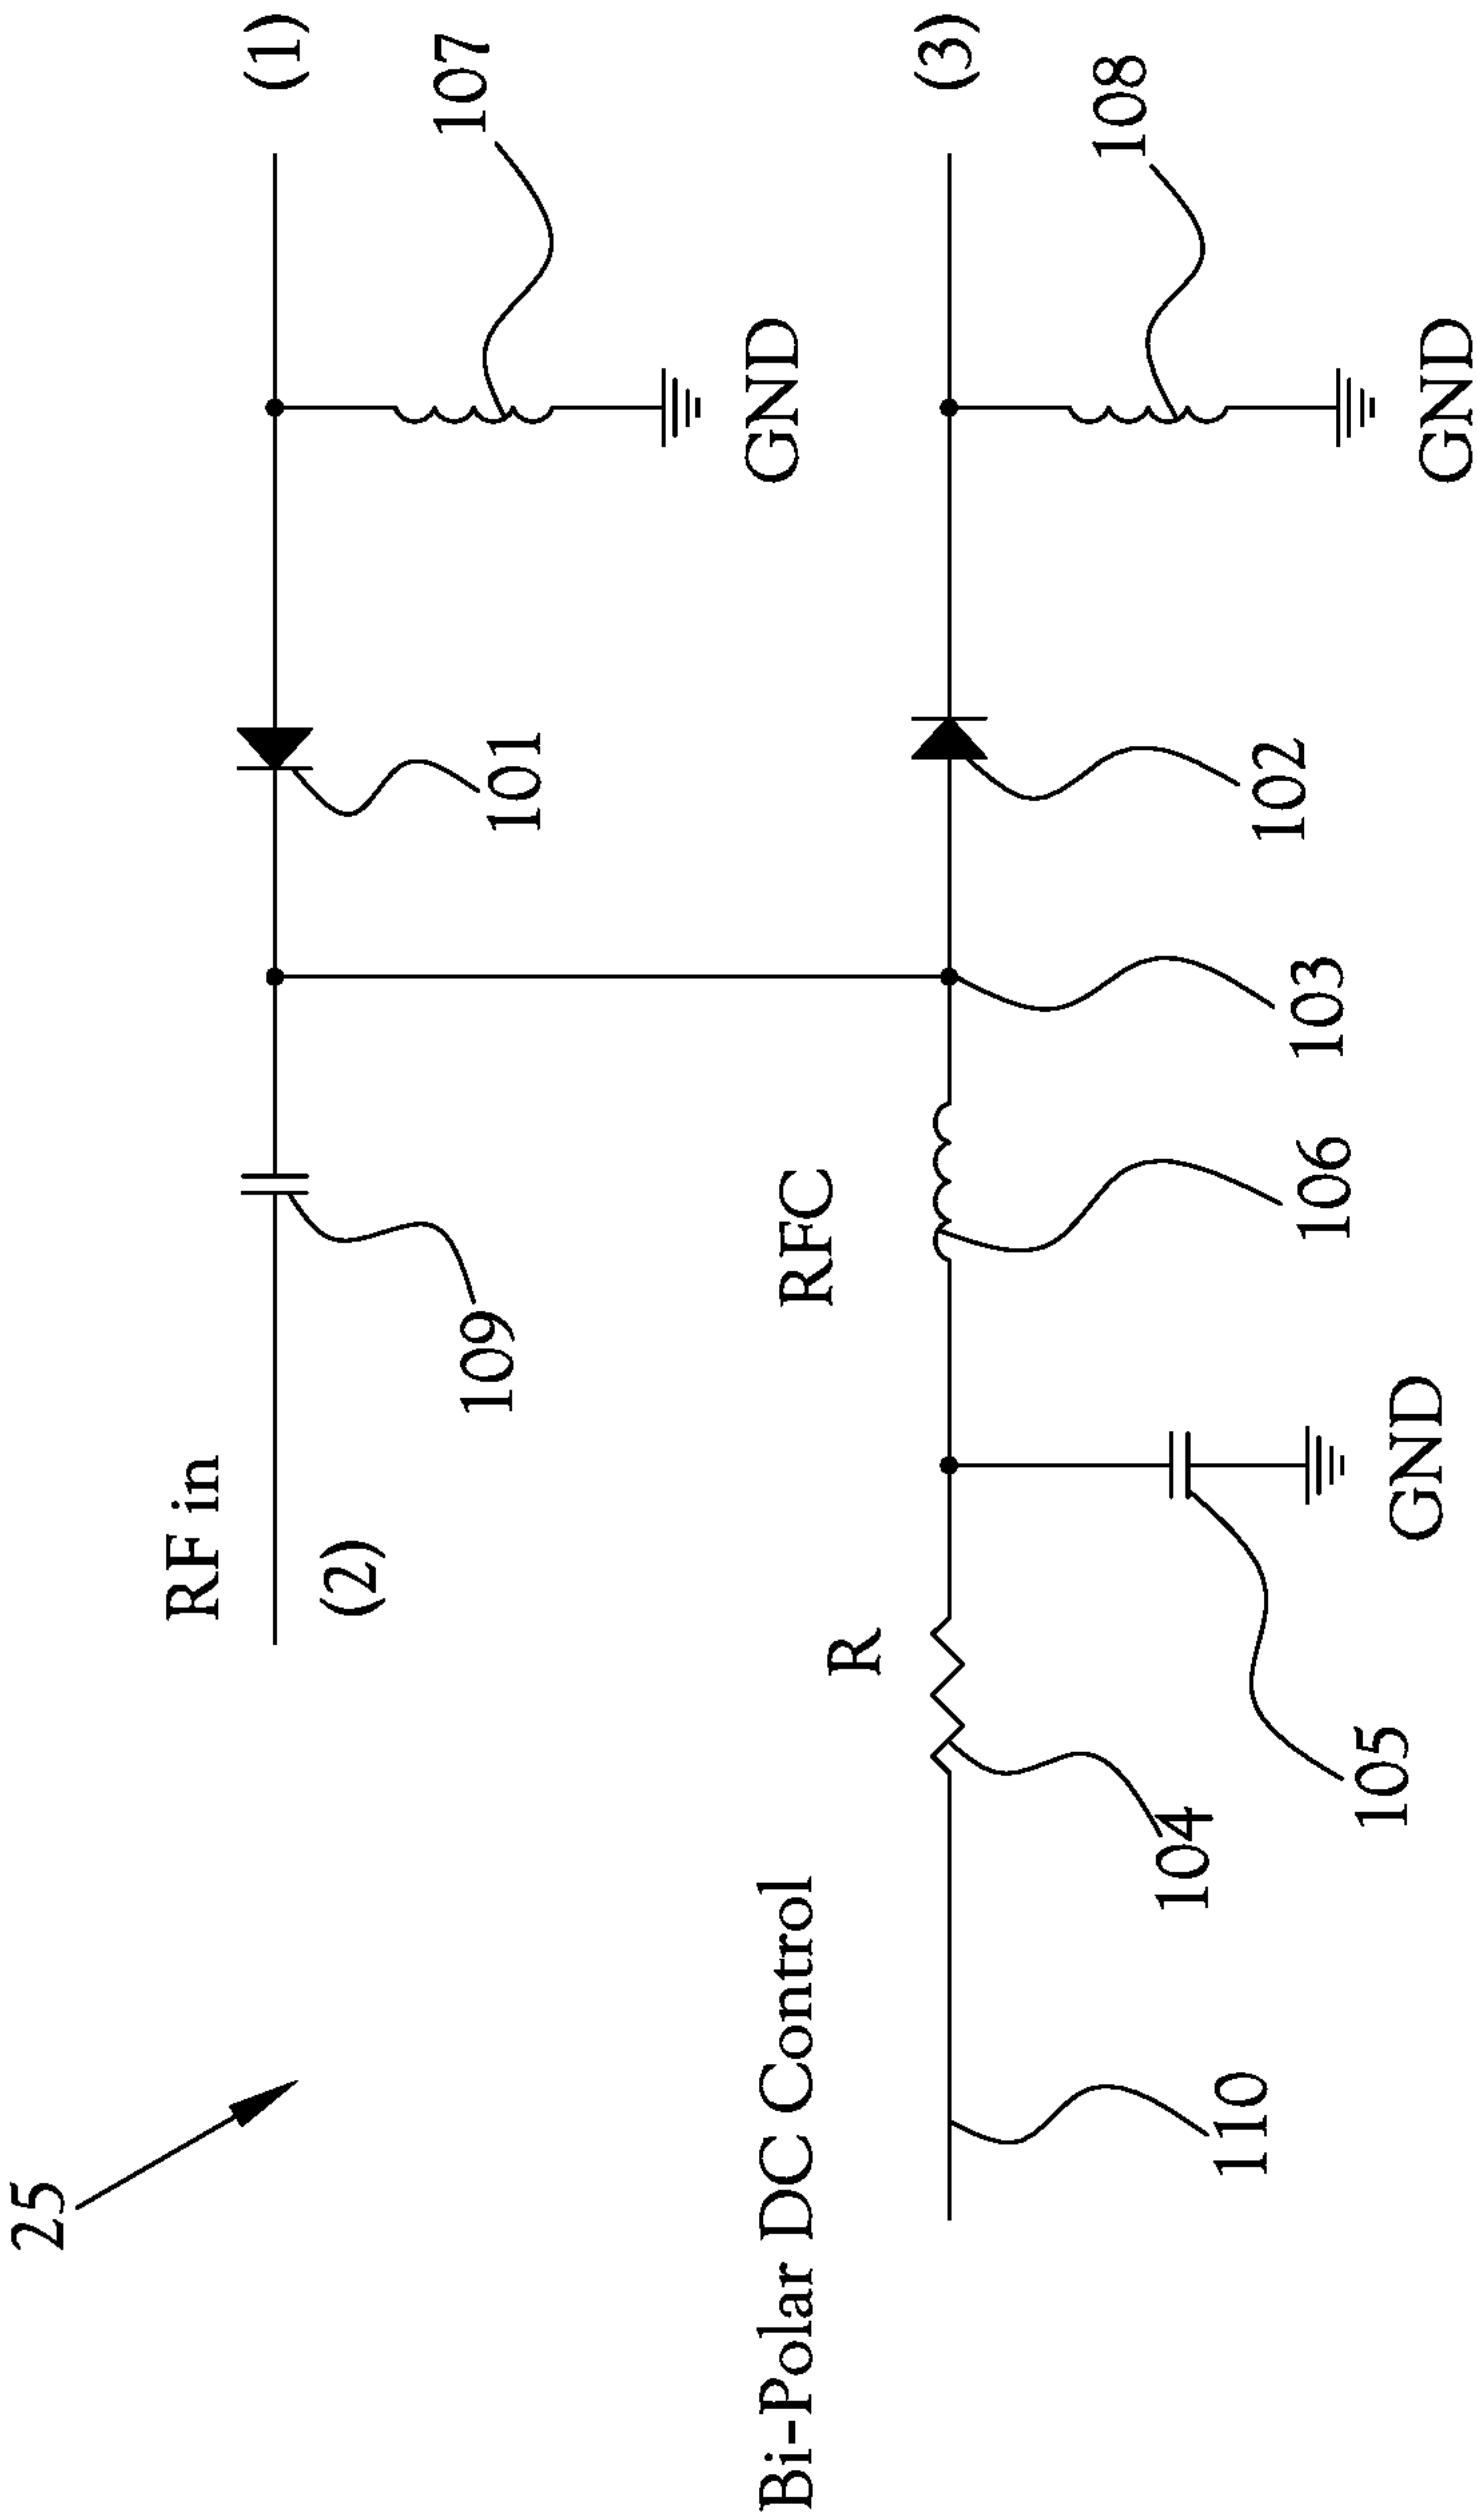 25
RF in
(2)
109
101
(1)
107
GND
Bi-Polar DC Control
110
R
104
105
GND
RFC
106
103
102
(3)
108
GND